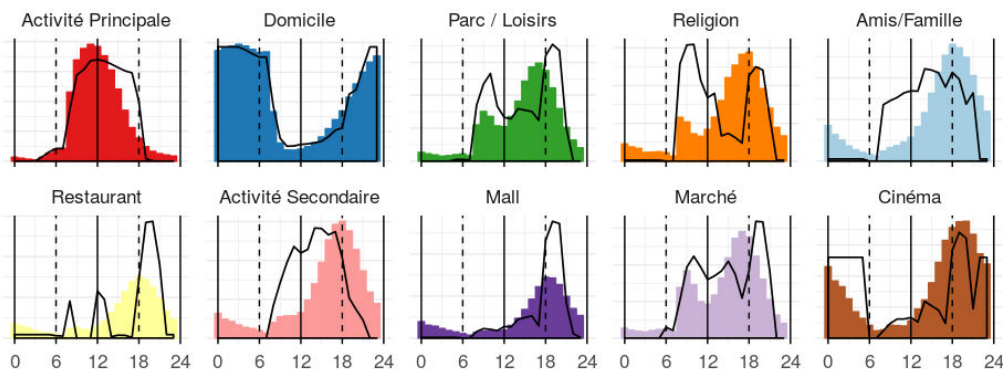 Activité Principale Domicile Parc / Loisirs Religion Amis/Famille
Restaurant Activité Secondaire Mall Marché Cinéma
0 6 12 18 24 0 6 12 18 24 0 6 12 18 24 0 6 12 18 24 0 6 12 18 24